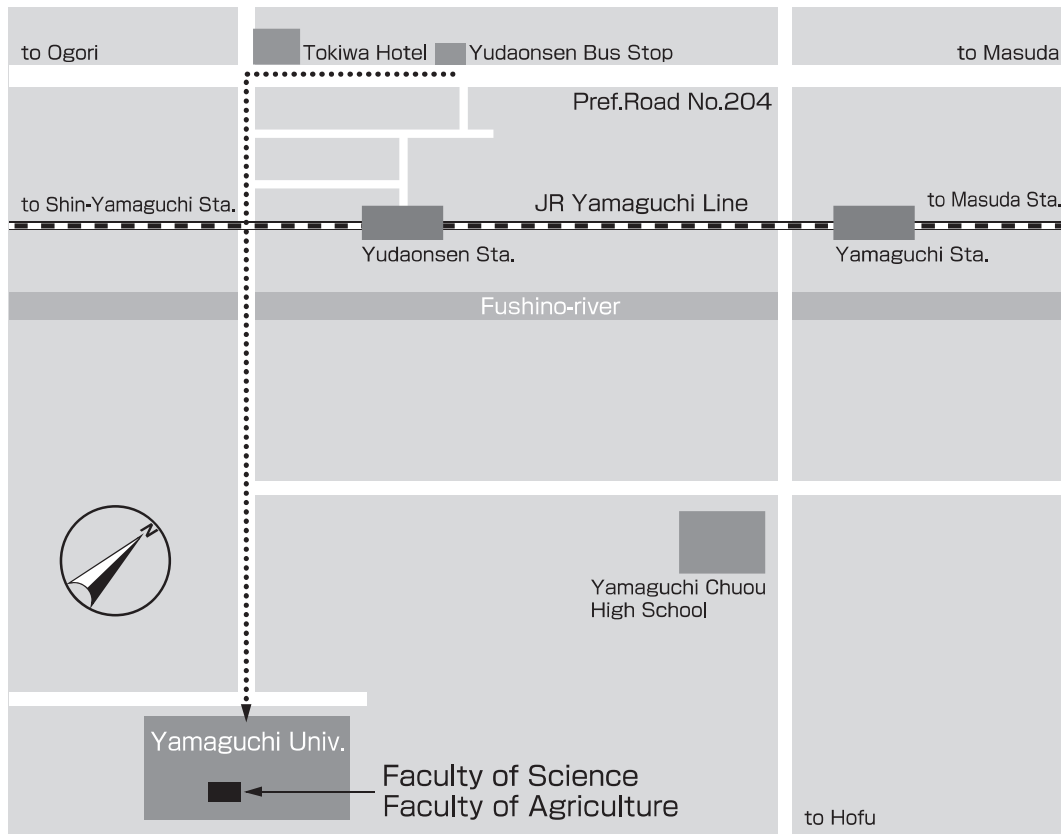 to Ogori
Tokiwa Hotel
Yudaonsen Bus Stop
to Masuda
Pref.Road No.204
to Shin-Yamaguchi Sta.
JR Yamaguchi Line
to Masuda Sta.
Yudaonsen Sta.
Yamaguchi Sta.
Fushino-river
N
Yamaguchi Chuou
High School
Yamaguchi Univ.
Faculty of Science
Faculty of Agriculture
to Hofu